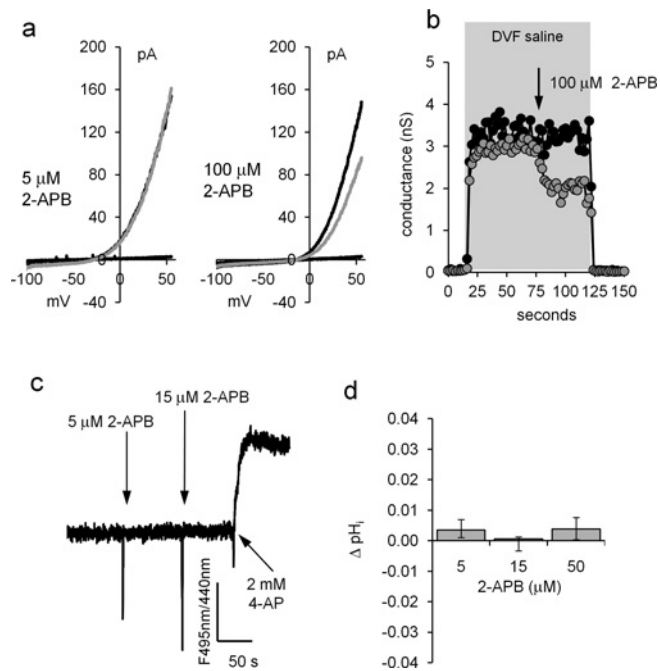 a
200
160
120
80
40
0
-40
pA
5 μM
2-APB
-100 -50 0 50
mV
200
160
120
80
40
0
-40
pA
100 μM
2-APB
-100 -50 0 50
mV
b
DVF saline
100 μM 2-APB
conductance (nS)
5
4
3
2
1
0
0 25 50 75 100 125 150
seconds
c
15 μM 2-APB
5 μM 2-APB
2 mM
4-AP
F495nm/440nm
50 s
d
Δ pHi
0.04
0.03
0.02
0.01
0.00
-0.01
-0.02
-0.03
-0.04
5 15 50
2-APB (μM)